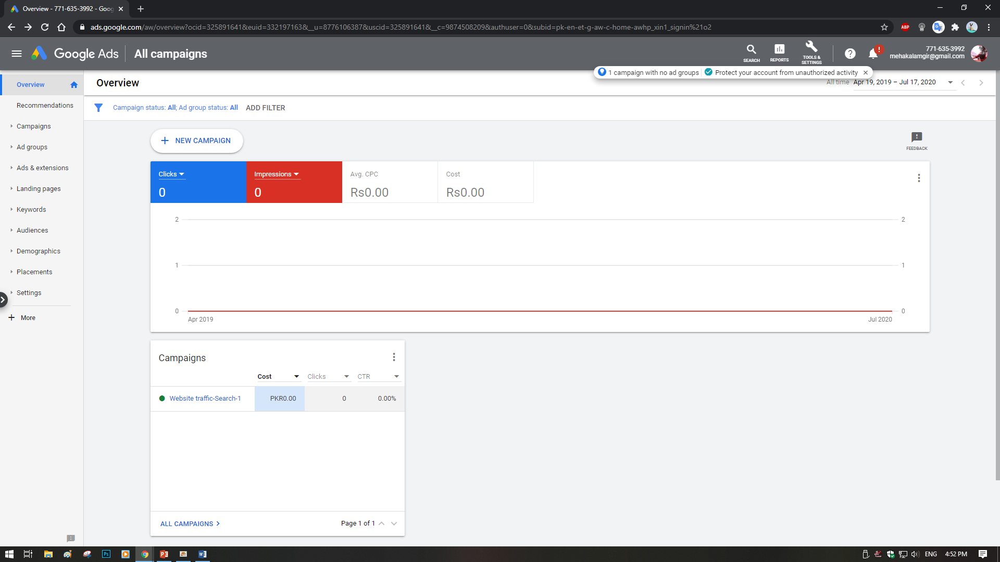 Overview - 771-635-3992 - Goog
ads.google.com/aw/overview?ocid=325891641&euid=332197163&__u=8776106387&uscid=325891641&__c=9874508209&authuser=0&subid=pk-en-et-g-aw-c-home-awhp_xin1_signin%21o2
ABP
Google Ads
All campaigns
SEARCH
REPORTS
TOOLS & SETTINGS
771-635-3992
mehakalamgir@gmail.com
1 campaign with no ad groups
Protect your account from unauthorized activity
Overview
Recommendations
Campaigns
Ad groups
Ads & extensions
Landing pages
Keywords
Audiences
Demographics
Placements
Settings
More
Overview
All time Apr 19, 2019 – Jul 17, 2020
Campaign status: All; Ad group status: All ADD FILTER
NEW CAMPAIGN
FEEDBACK
Clicks
0
Impressions
0
Avg. CPC
Rs0.00
Cost
Rs0.00
2 2
1 1
0 0
Apr 2019 Jul 2020
Campaigns
Cost Clicks CTR
Website traffic-Search-1 PKR0.00 0 0.00%
ALL CAMPAIGNS Page 1 of 1
Ps
ENG 4:52 PM